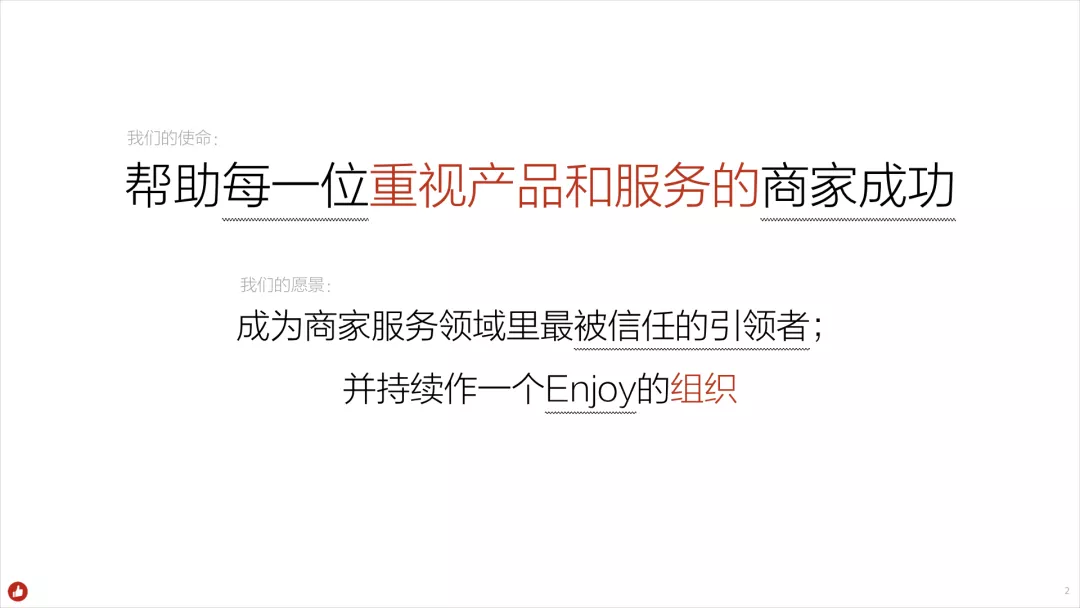 我们的使命：
帮助每一位重视产品和服务的商家成功
我们的愿景：
成为商家服务领域里最被信任的引领者；
并持续作一个Enjoy的组织
2